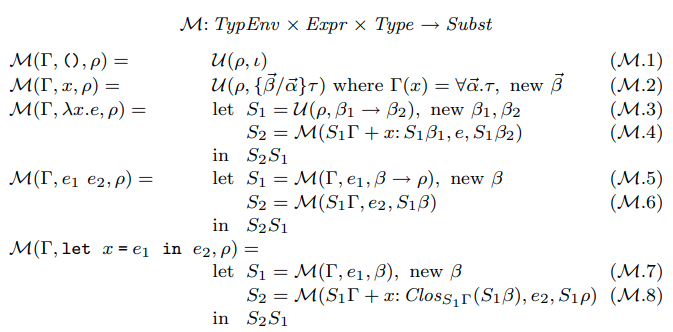 ℳ: TypEnv × Expr × Type → Subst
ℳ(Γ, (), ρ) = 𝒰(ρ, ι) (ℳ.1)
ℳ(Γ, x, ρ) = 𝒰(ρ, {β⃗/α⃗}τ) where Γ(x) = ∀α⃗.τ, new β⃗ (ℳ.2)
ℳ(Γ, λx.e, ρ) = let S₁ = 𝒰(ρ, β₁ → β₂), new β₁, β₂ (ℳ.3)
S₂ = ℳ(S₁Γ + x: S₁β₁, e, S₁β₂) (ℳ.4)
in S₂S₁
ℳ(Γ, e₁ e₂, ρ) = let S₁ = ℳ(Γ, e₁, β → ρ), new β (ℳ.5)
S₂ = ℳ(S₁Γ, e₂, S₁β) (ℳ.6)
in S₂S₁
ℳ(Γ, let x = e₁ in e₂, ρ) =
let S₁ = ℳ(Γ, e₁, β), new β (ℳ.7)
S₂ = ℳ(S₁Γ + x: Clos_{S₁Γ}(S₁β), e₂, S₁ρ) (ℳ.8)
in S₂S₁